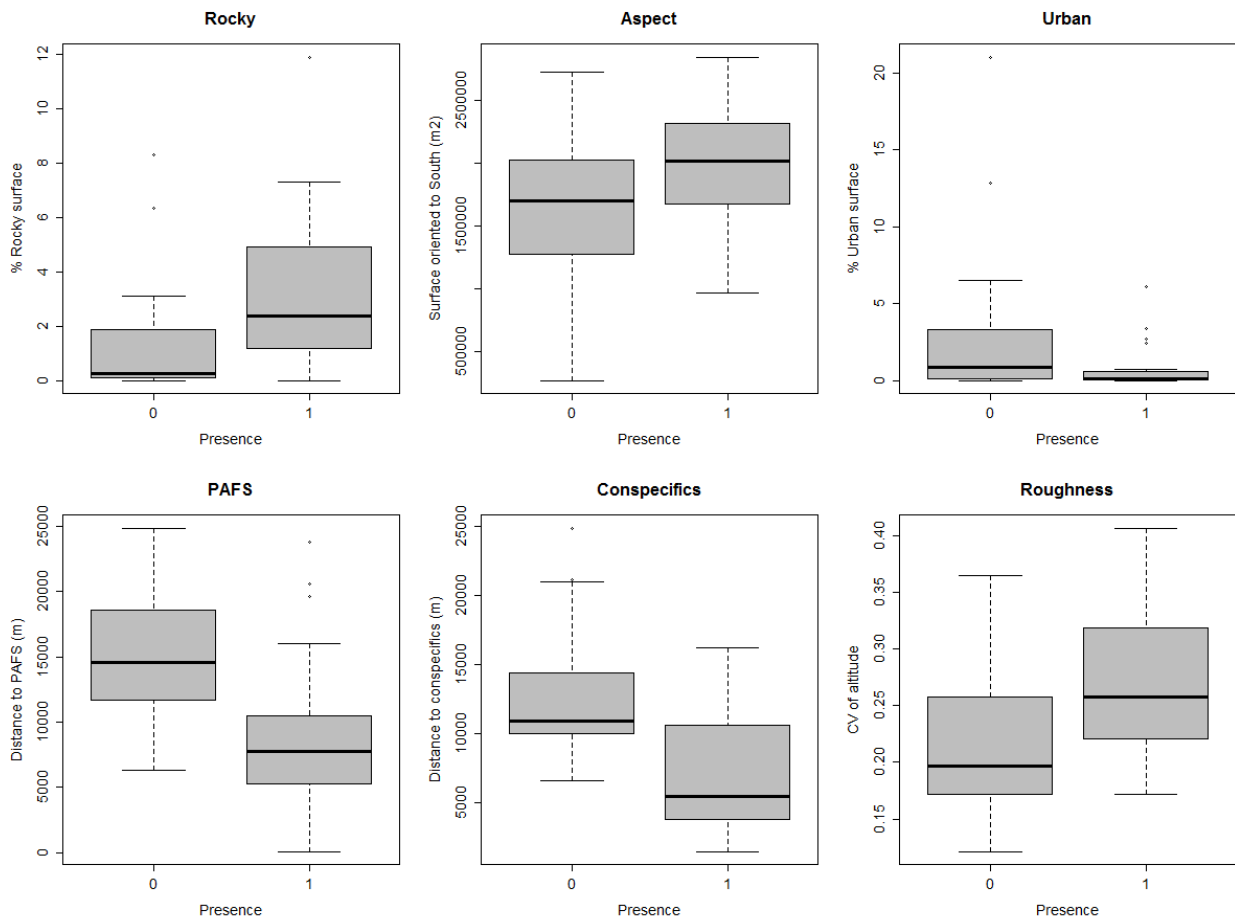 Rocky
% Rocky surface
12
10
8
6
4
2
0
0 1
Presence
Aspect
Surface oriented to South (m2)
2500000
1500000
500000
0 1
Presence
Urban
% Urban surface
20
15
10
5
0
0 1
Presence
PAFS
Distance to PAFS (m)
25000
20000
15000
10000
5000
0
0 1
Presence
Conspecifics
Distance to conspecifics (m)
25000
20000
15000
10000
5000
0 1
Presence
Roughness
CV of altitude
0.40
0.35
0.30
0.25
0.20
0.15
0 1
Presence